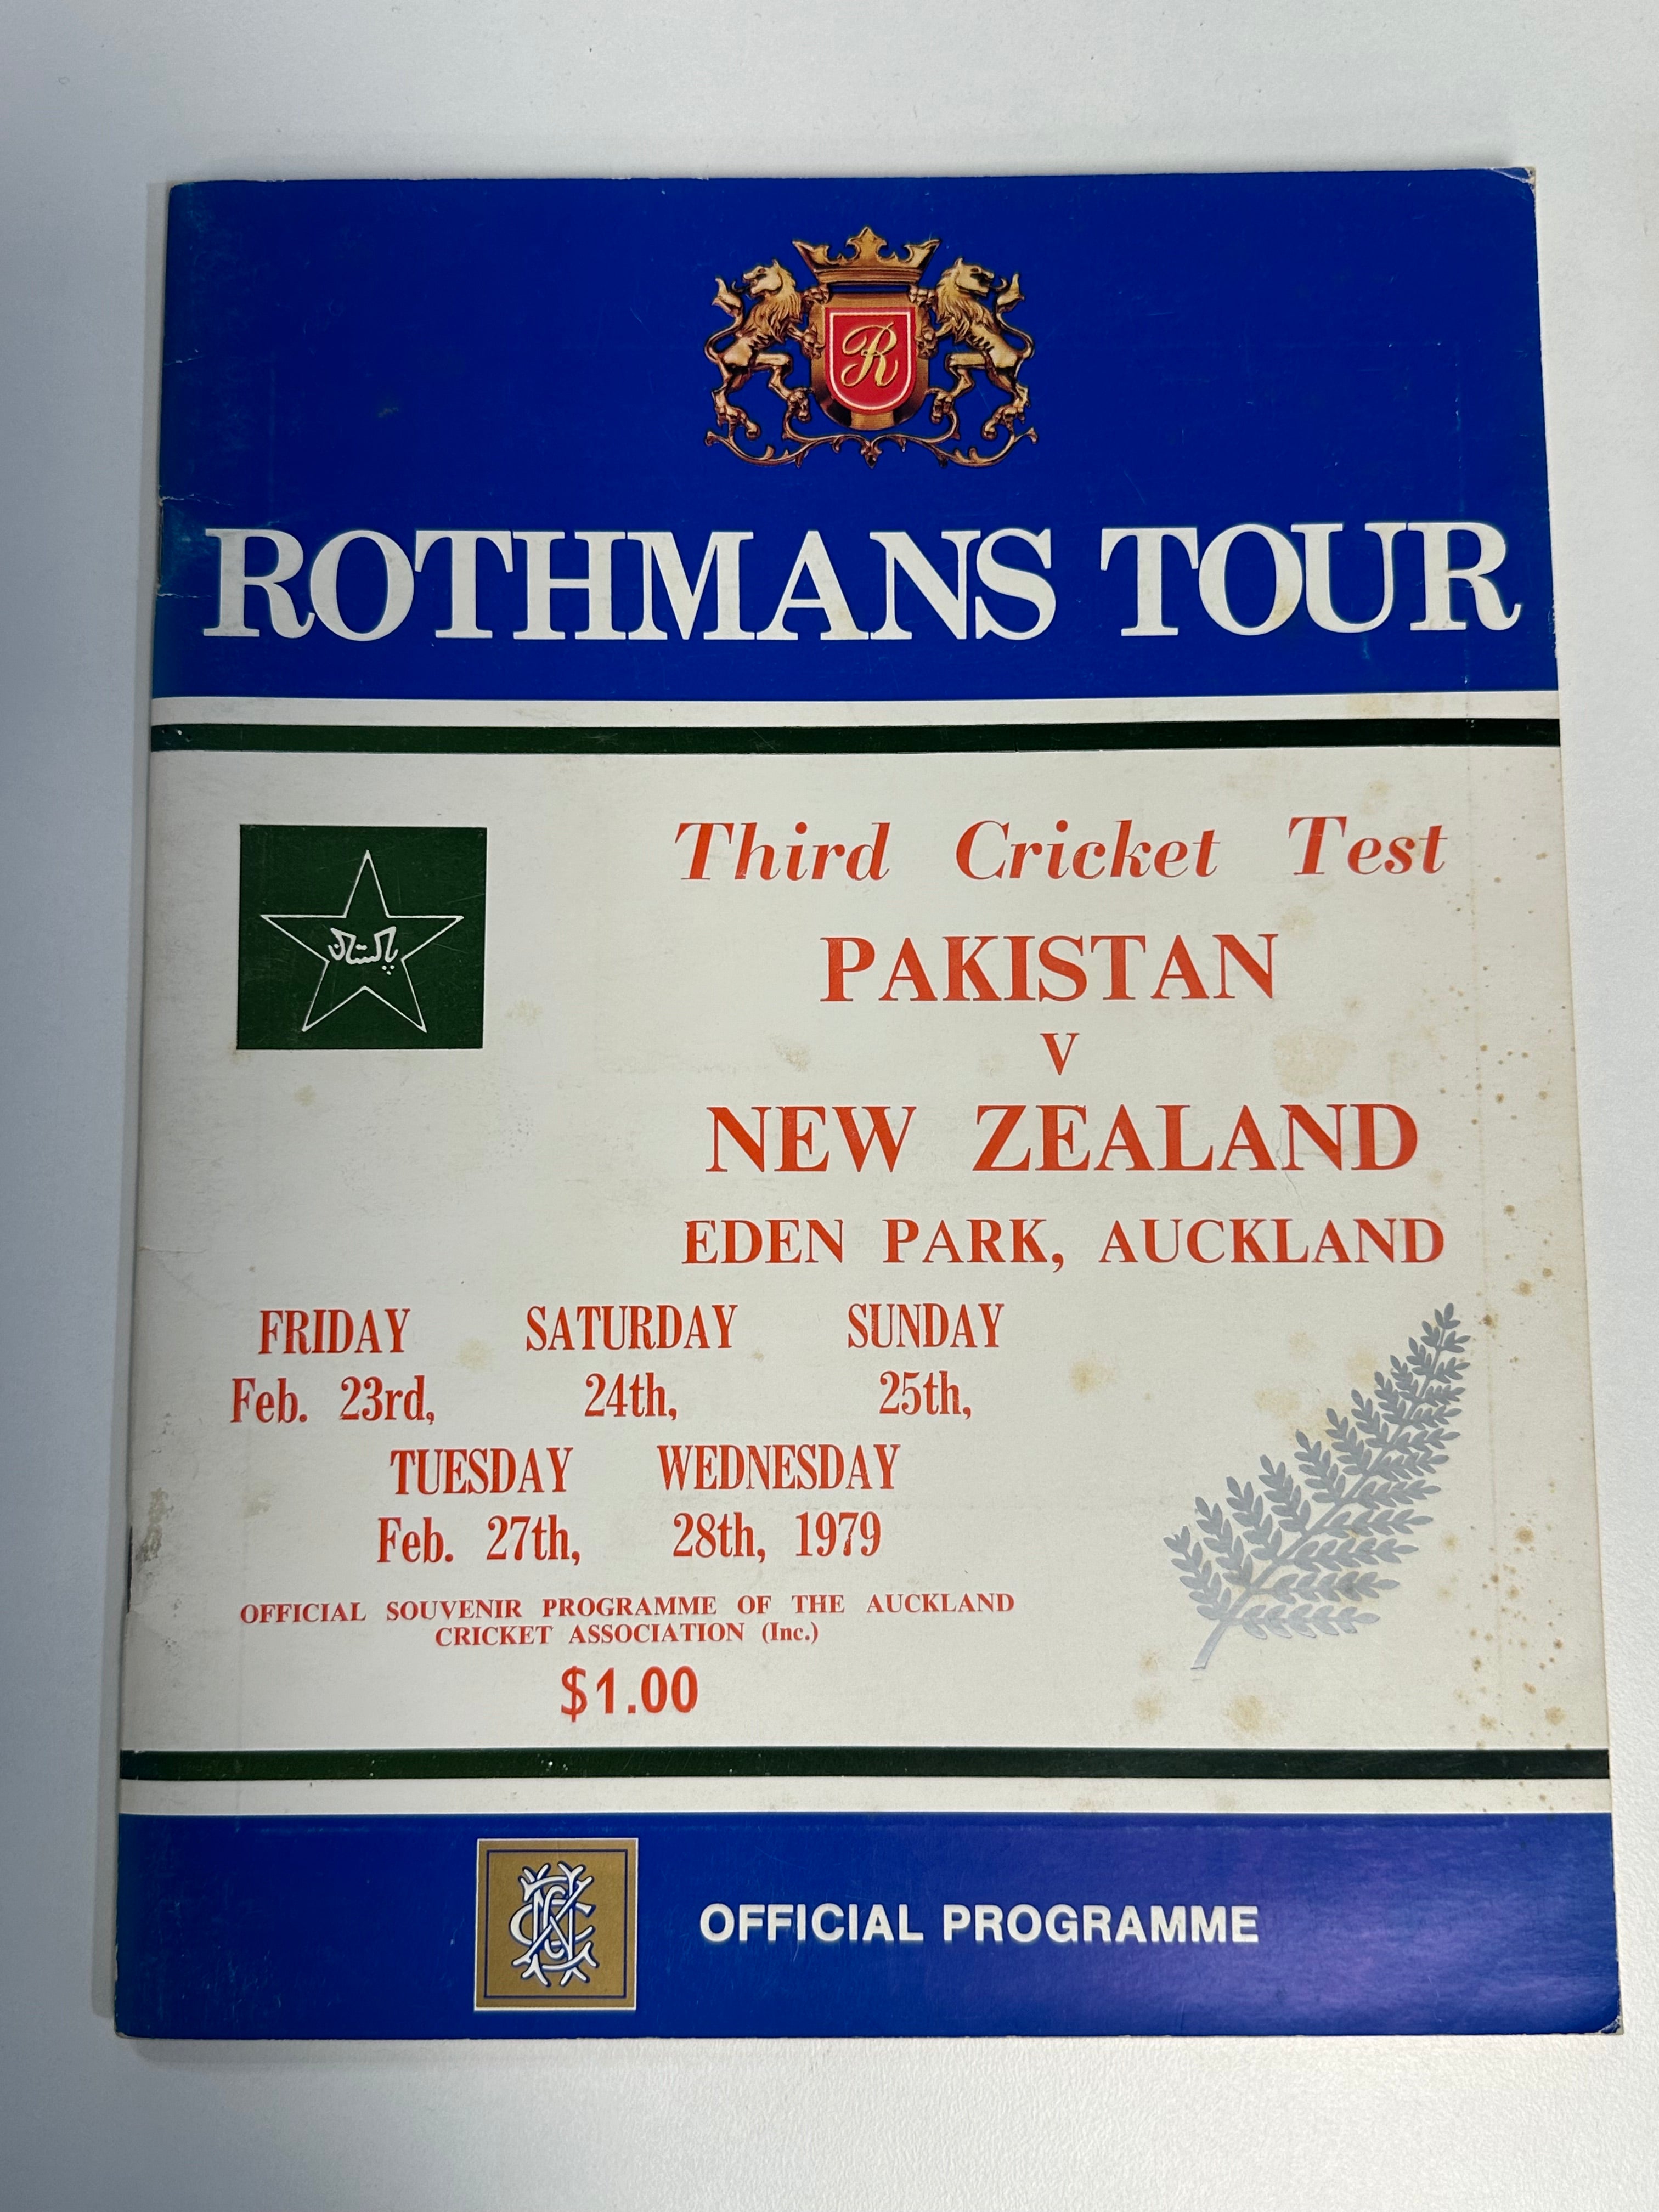 R
ROTHMANS TOUR
Third Cricket Test
پاکستان
PAKISTAN
V
NEW ZEALAND
EDEN PARK, AUCKLAND
FRIDAY SATURDAY SUNDAY
Feb. 23rd, 24th, 25th,
TUESDAY WEDNESDAY
Feb. 27th, 28th, 1979
OFFICIAL SOUVENIR PROGRAMME OF THE AUCKLAND
CRICKET ASSOCIATION (Inc.)
$1.00
OFFICIAL PROGRAMME